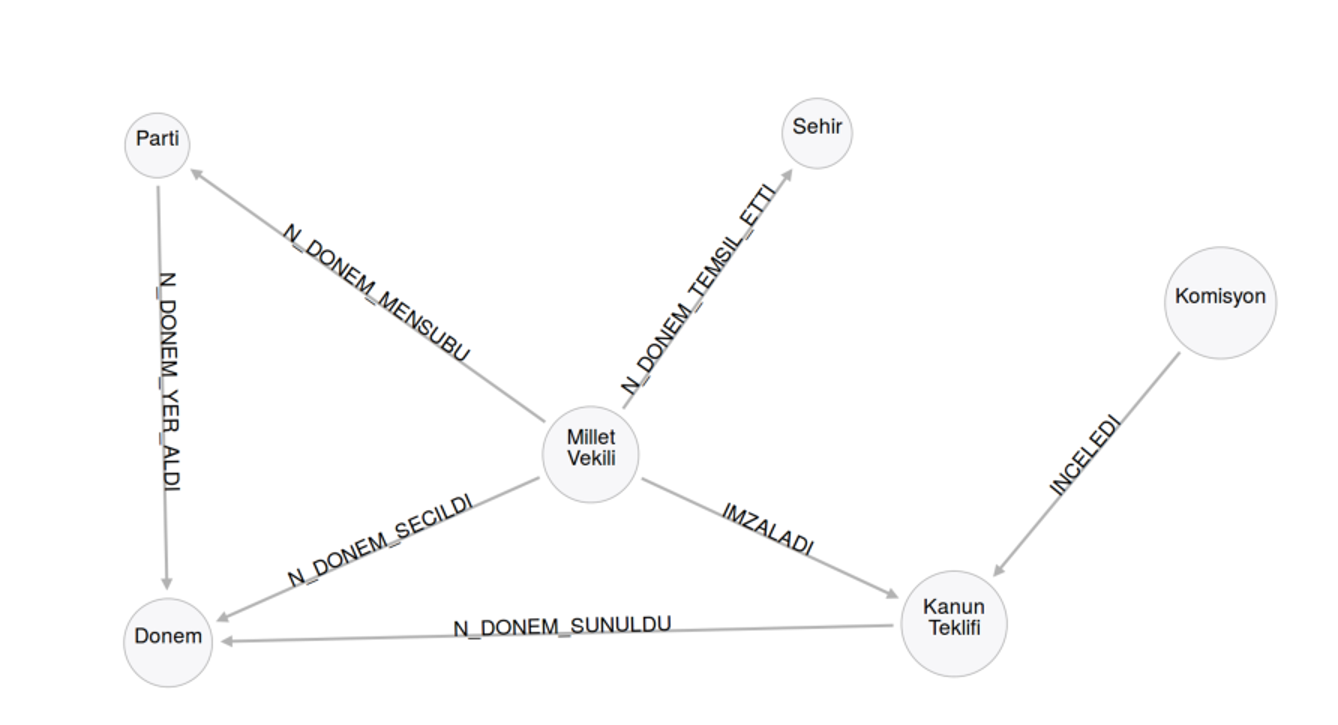 Sehir
Parti
N_DONEM_MENSUBU
N_DONEM_TEMSIL_ETTI
Komisyon
N_DONEM_YER_ALDI
Millet
Vekili
INCELEDI
N_DONEM_SECILDI
IMZALADI
Kanun
Teklifi
N_DONEM_SUNULDU
Donem